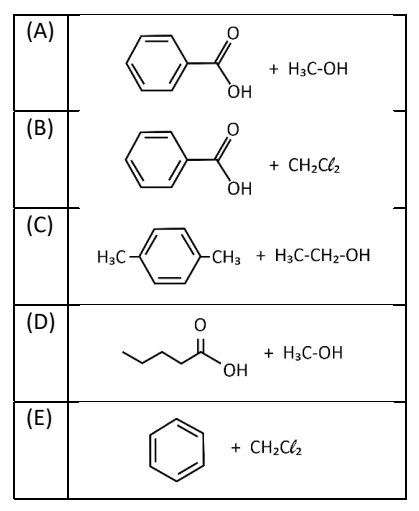 (A)
O
OH
+ H₃C-OH
(B)
O
OH
+ CH₂Cℓ₂
(C)
H₃C
CH₃ + H₃C-CH₂-OH
(D)
O
OH
+ H₃C-OH
(E)
+ CH₂Cℓ₂